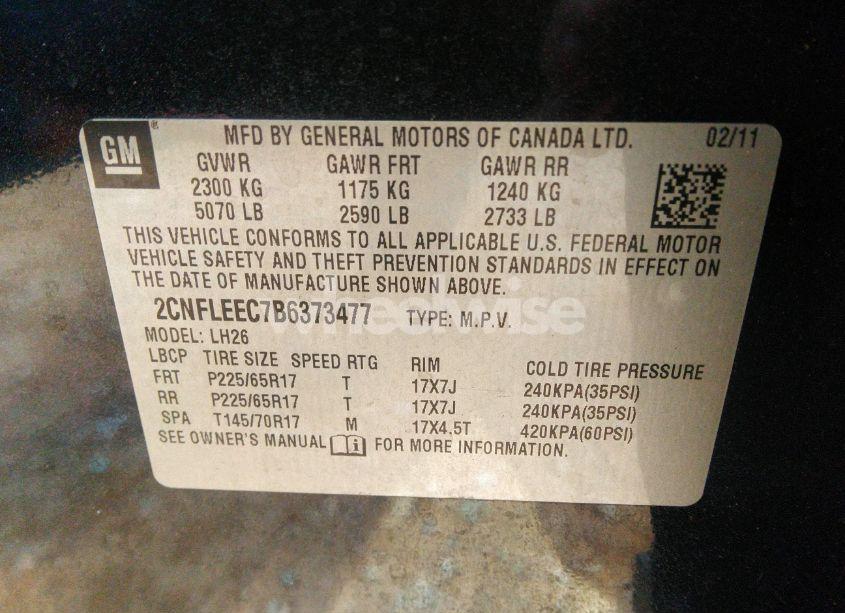 GM® MFD BY GENERAL MOTORS OF CANADA LTD. 02/11
GVWR GAWR FRT GAWR RR
2300 KG 1175 KG 1240 KG
5070 LB 2590 LB 2733 LB
THIS VEHICLE CONFORMS TO ALL APPLICABLE U.S. FEDERAL MOTOR
VEHICLE SAFETY AND THEFT PREVENTION STANDARDS IN EFFECT ON
THE DATE OF MANUFACTURE SHOWN ABOVE.
2CNFLEEC7B6373477 TYPE: M.P.V.
wheelwise
MODEL: LH26
LBCP TIRE SIZE SPEED RTG RIM COLD TIRE PRESSURE
FRT P225/65R17 T 17X7J 240KPA(35PSI)
RR P225/65R17 T 17X7J 240KPA(35PSI)
SPA T145/70R17 M 17X4.5T 420KPA(60PSI)
SEE OWNER'S MANUAL i FOR MORE INFORMATION.